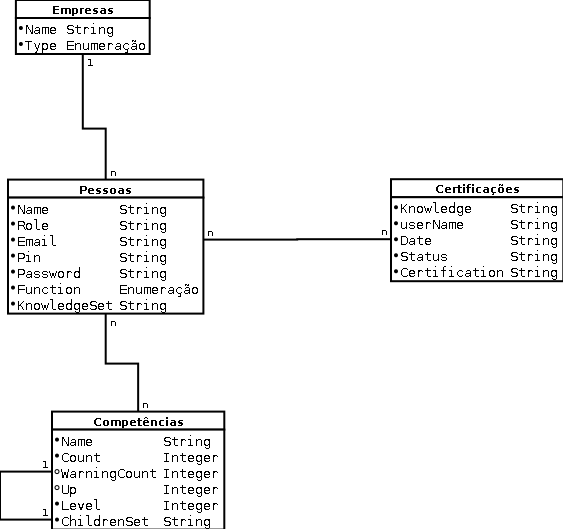 Empresas
Name String
Type Enumeração
1
n
Pessoas
Name String
Role String
Email String
Pin String
Password String
Function Enumeração
KnowledgeSet String
n
n
Certificações
Knowledge String
userName String
Date String
Status String
Certification String
n
n
Competências
Name String
Count Integer
WarningCount Integer
Up Integer
Level Integer
ChildrenSet String
1
1